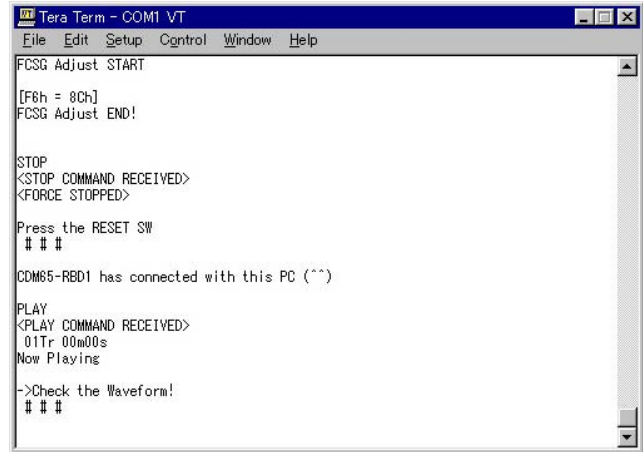 Tera Term - COM1 VT
File Edit Setup Control Window Help
FCSG Adjust START
[F6h = 8Ch]
FCSG Adjust END!
STOP
<STOP COMMAND RECEIVED>
<FORCE STOPPED>
Press the RESET SW
# # #
CDM65-RBD1 has connected with this PC (^^)
PLAY
<PLAY COMMAND RECEIVED>
01Tr 00m00s
Now Playing
->Check the Waveform!
# # #